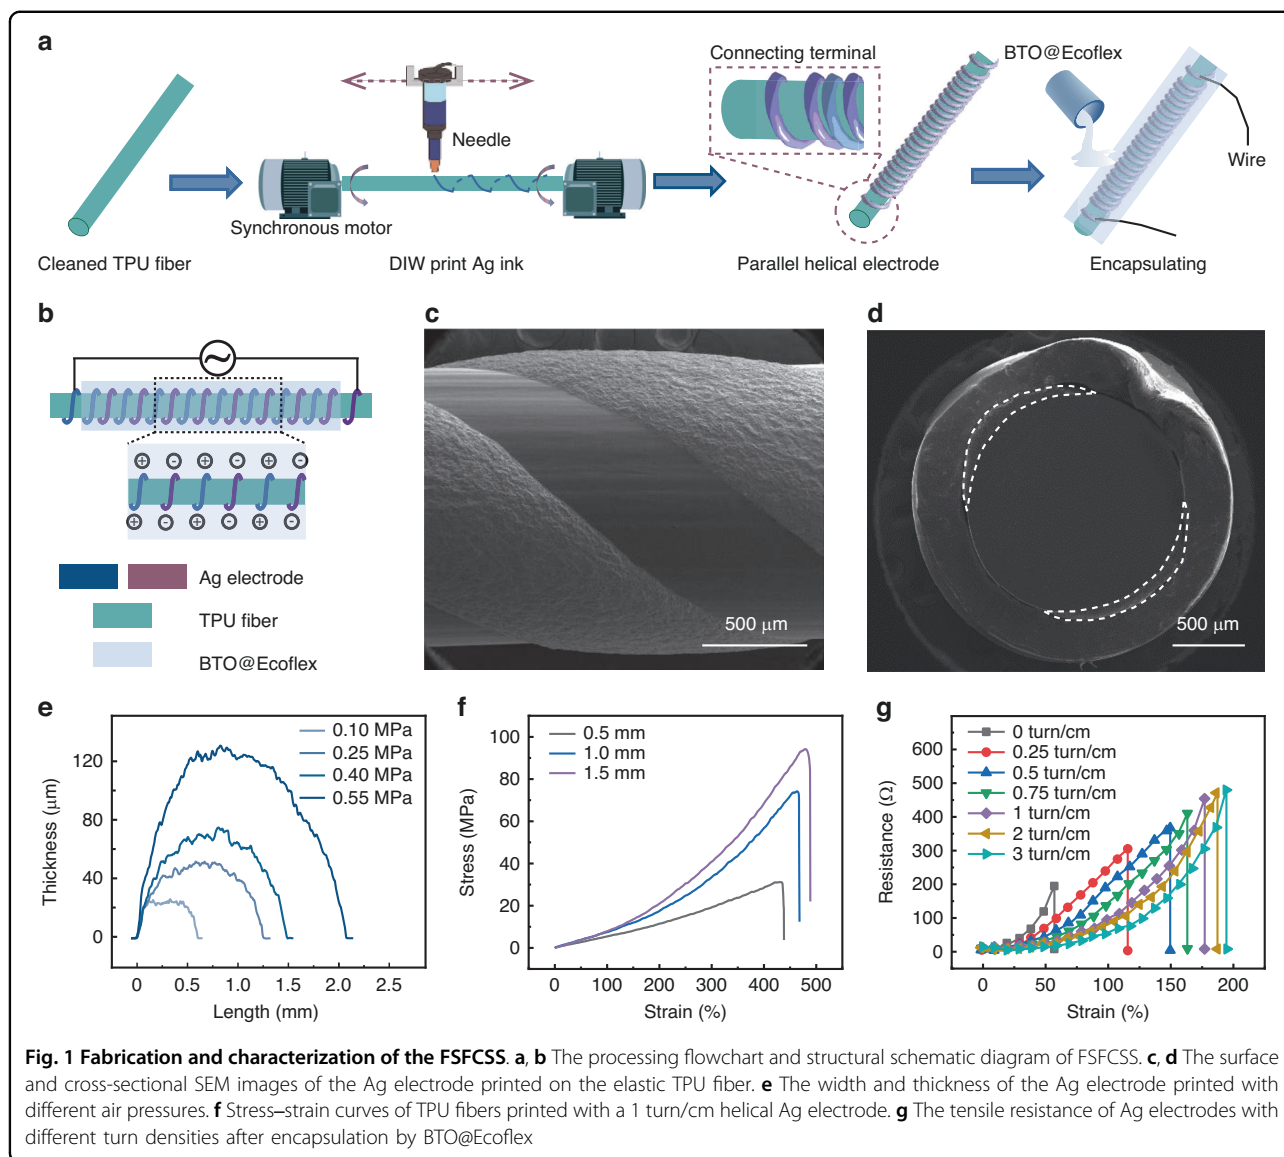 a
Connecting terminal
BTO@Ecoflex
Needle
Wire
Synchronous motor
Cleaned TPU fiber
DIW print Ag ink
Parallel helical electrode
Encapsulating
b
+ - + - + -
+ - + - + -
Ag electrode
TPU fiber
BTO@Ecoflex
c
500 μm
d
500 μm
e
0.10 MPa
0.25 MPa
0.40 MPa
0.55 MPa
Thickness (μm)
120
80
40
0
0 0.5 1.0 1.5 2.0 2.5
Length (mm)
f
0.5 mm
1.0 mm
1.5 mm
Stress (MPa)
100
80
60
40
20
0
0 100 200 300 400 500
Strain (%)
g
0 turn/cm
0.25 turn/cm
0.5 turn/cm
0.75 turn/cm
1 turn/cm
2 turn/cm
3 turn/cm
Resistance (Ω)
600
500
400
300
200
100
0
0 50 100 150 200
Strain (%)
Fig. 1 Fabrication and characterization of the FSFCSS. a, b The processing flowchart and structural schematic diagram of FSFCSS. c, d The surface
and cross-sectional SEM images of the Ag electrode printed on the elastic TPU fiber. e The width and thickness of the Ag electrode printed with
different air pressures. f Stress–strain curves of TPU fibers printed with a 1 turn/cm helical Ag electrode. g The tensile resistance of Ag electrodes with
different turn densities after encapsulation by BTO@Ecoflex